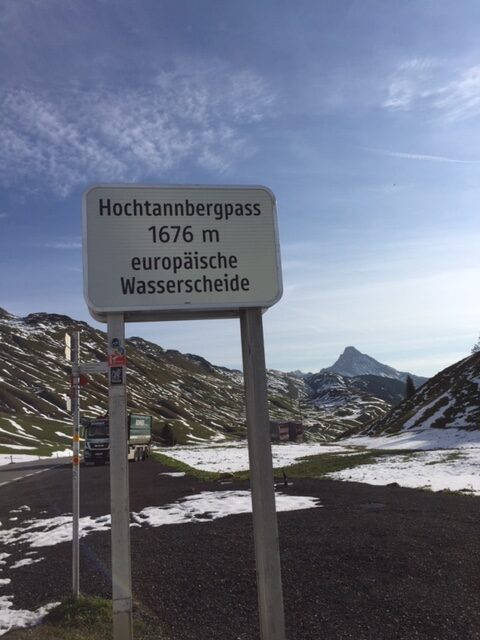 Hochtannbergpass
1676 m
europäische
Wasserscheide